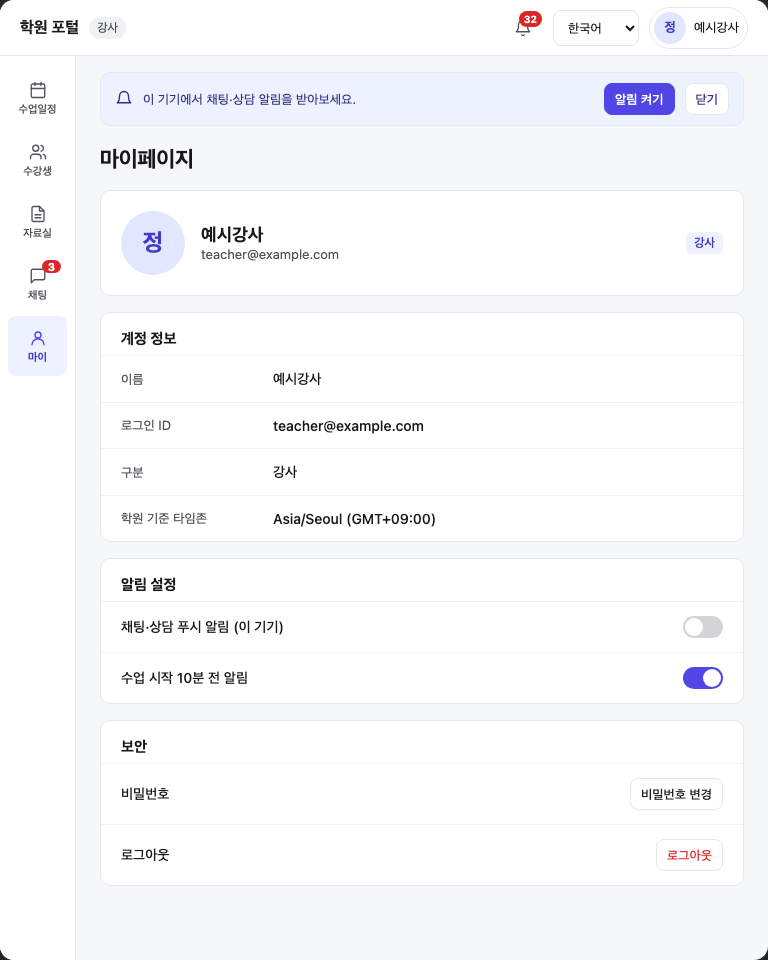 학원 포털 강사
32
한국어
정 예시강사
수업일정
수강생
자료실
3
채팅
마이
이 기기에서 채팅·상담 알림을 받아보세요.
알림 켜기 닫기
마이페이지
정
예시강사
teacher@example.com
강사
계정 정보
이름 예시강사
로그인 ID teacher@example.com
구분 강사
학원 기준 타임존 Asia/Seoul (GMT+09:00)
알림 설정
채팅·상담 푸시 알림 (이 기기)
수업 시작 10분 전 알림
보안
비밀번호 비밀번호 변경
로그아웃 로그아웃